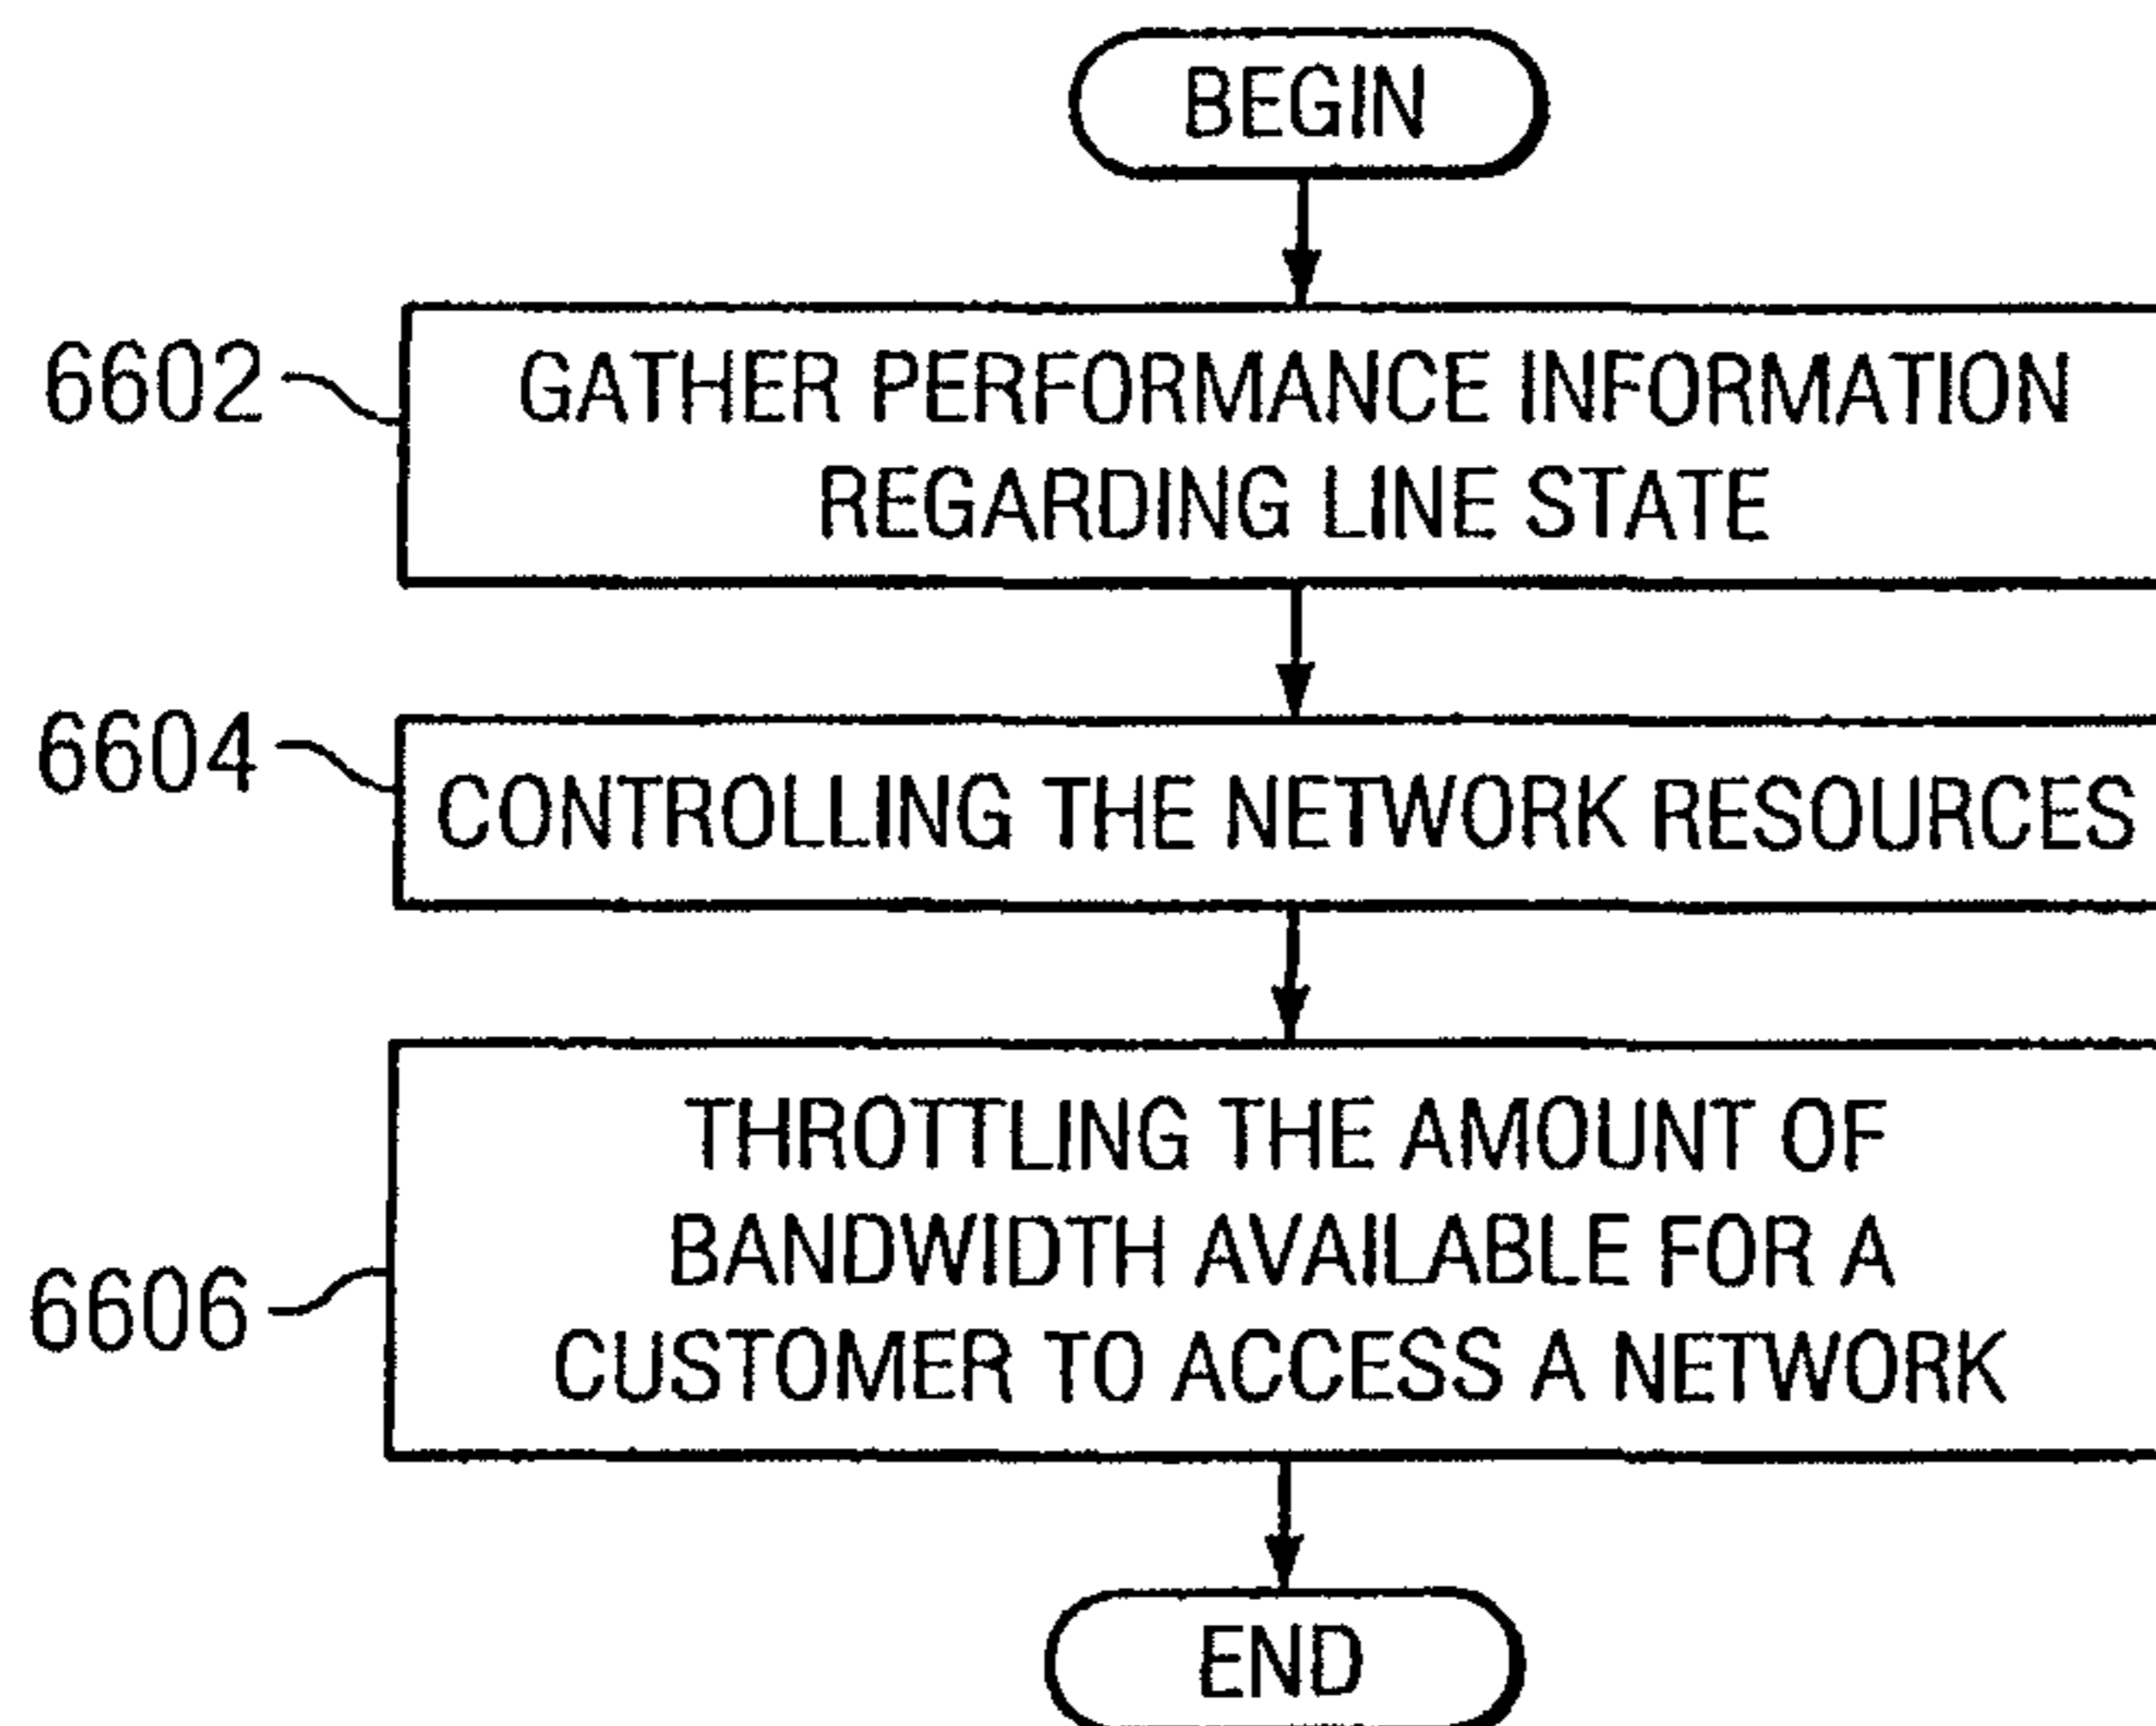 BEGIN
6602
GATHER PERFORMANCE INFORMATION
REGARDING LINE STATE
6604
CONTROLLING THE NETWORK RESOURCES
6606
THROTTLING THE AMOUNT OF
BANDWIDTH AVAILABLE FOR A
CUSTOMER TO ACCESS A NETWORK
END